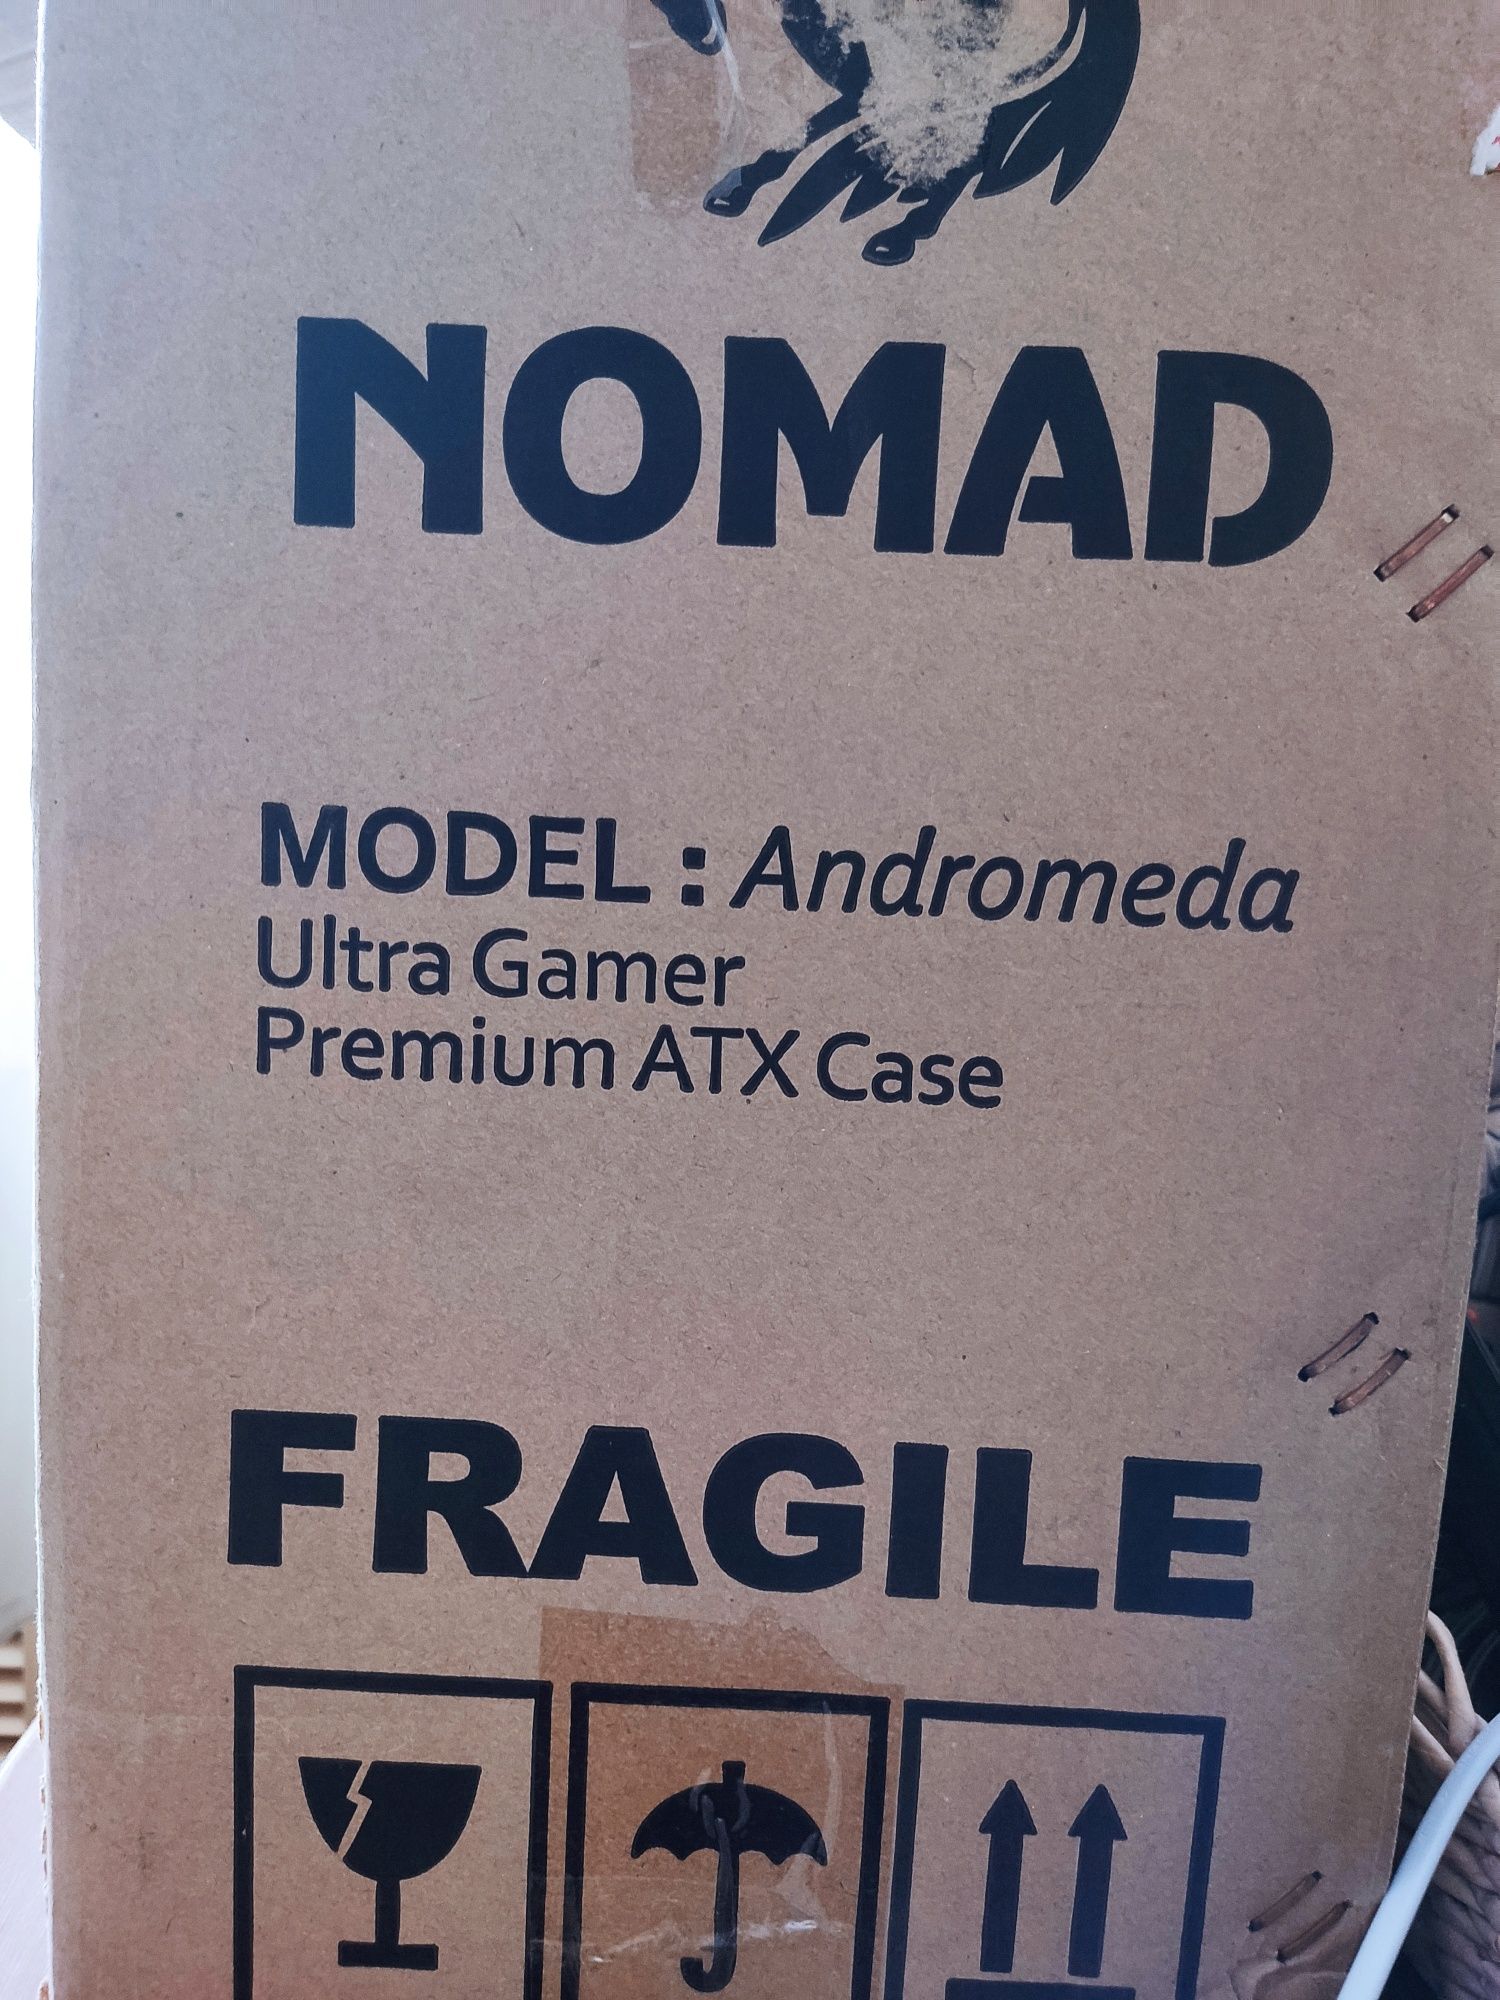 NOMAD
MODEL : Andromeda
Ultra Gamer
Premium ATX Case
FRAGILE